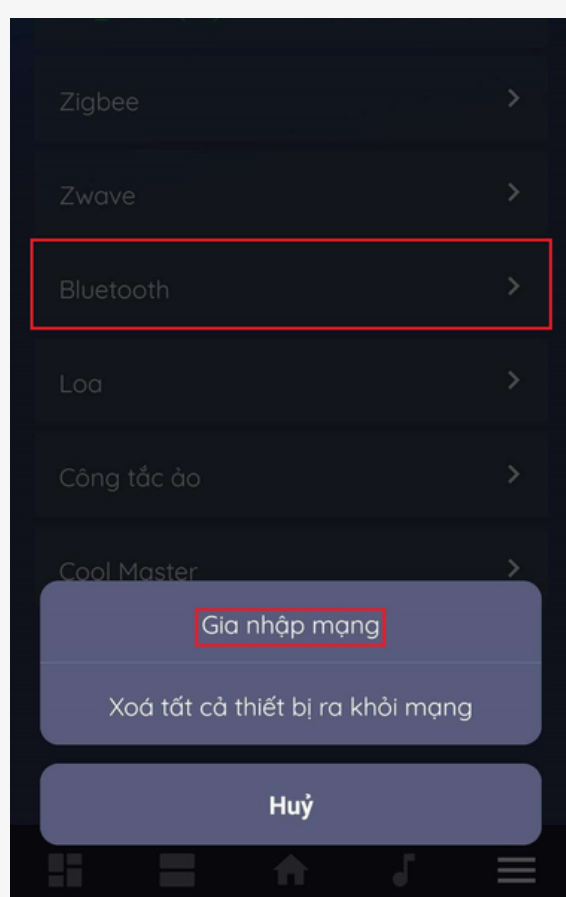 Zigbee
Zwave
Bluetooth
Loa
Công tắc ảo
Cool Master
Gia nhập mạng
Xoá tất cả thiết bị ra khỏi mạng
Huỷ